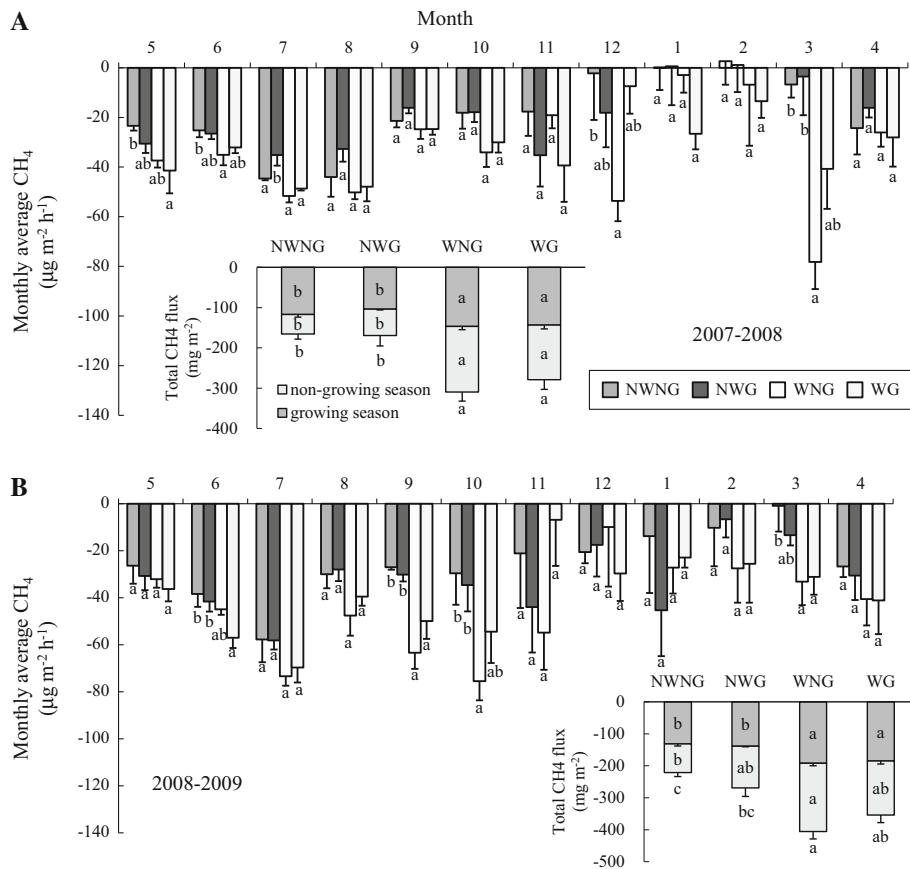 A
Month
5 6 7 8 9 10 11 12 1 2 3 4
0
-20
-40
-60
-80
-100
-120
-140
Monthly average CH4
(µg m-2 h-1)
b ab ab a
ab b a ab
a b a a
a a a a
a a a a
a a a a
a a a a
a a a ab
a a a a
a a a a
b a a ab
a a a a
NWNG NWG WNG WG
0
-100
-200
-300
-400
Total CH4 flux
(mg m-2)
b b a a
b a a
b b a a
non-growing season
growing season
2007-2008
NWNG NWG WNG WG
B
5 6 7 8 9 10 11 12 1 2 3 4
0
-20
-40
-60
-80
-100
-120
-140
Monthly average CH4
(µg m-2 h-1)
a a a a
b b ab a
a a a a
a a a a
b b a a
b b a ab
a a a a
a a a a
a a a a
a a a a
b ab a a
a a a a
2008-2009
NWNG NWG WNG WG
0
-100
-200
-300
-400
-500
Total CH4 flux
(mg m-2)
b b a a
b ab a ab
c bc a ab